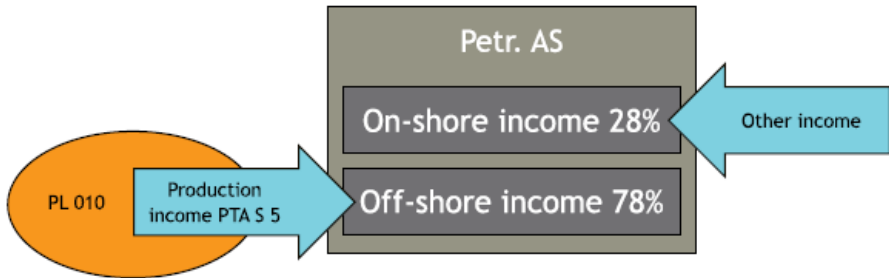 Petr. AS
On-shore income 28%
Other income
PL 010
Production
income PTA S 5
Off-shore income 78%